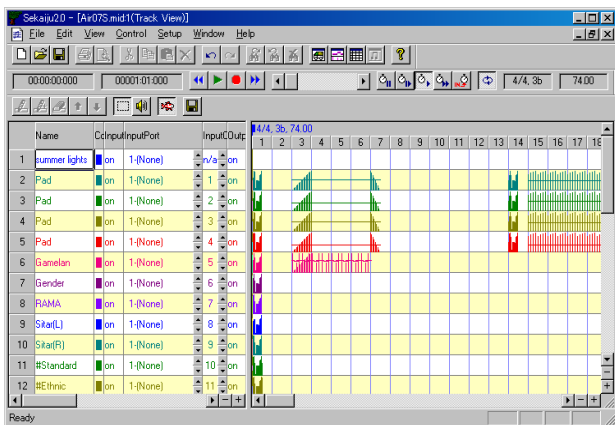 Sekaiju2.0 - [Air07S.mid:1(Track View)]
File Edit View Control Setup Window Help
00:00:00:000 00001:01:000 4/4, 3b 74.00
Name Co Input InputPort InputC Outp
4/4, 3b, 74.00
1 2 3 4 5 6 7 8 9 10 11 12 13 14 15 16 17 18
1 summer lights on 1-(None) n/a on
2 Pad on 1-(None) 1 on
3 Pad on 1-(None) 2 on
4 Pad on 1-(None) 3 on
5 Pad on 1-(None) 4 on
6 Gamelan on 1-(None) 5 on
7 Gender on 1-(None) 6 on
8 RAMA on 1-(None) 7 on
9 Sitar(L) on 1-(None) 8 on
10 Sitar(R) on 1-(None) 9 on
11 #Standard on 1-(None) 10 on
12 #Ethnic on 1-(None) 11 on
Ready